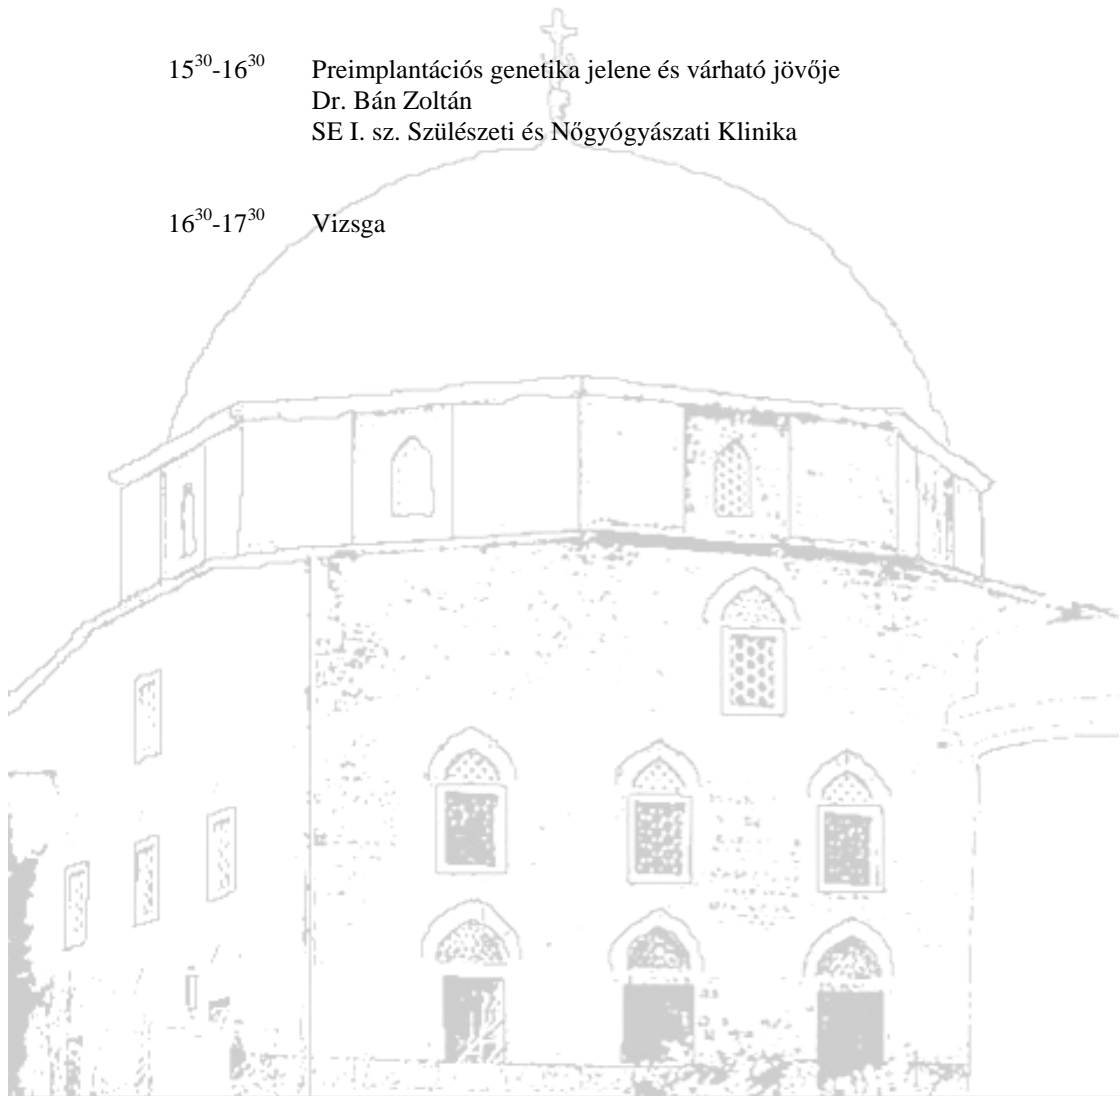 15³⁰-16³⁰ Preimplantációs genetika jelene és várható jövője
Dr. Bán Zoltán
SE I. sz. Szülészeti és Nőgyógyászati Klinika
16³⁰-17³⁰ Vizsga